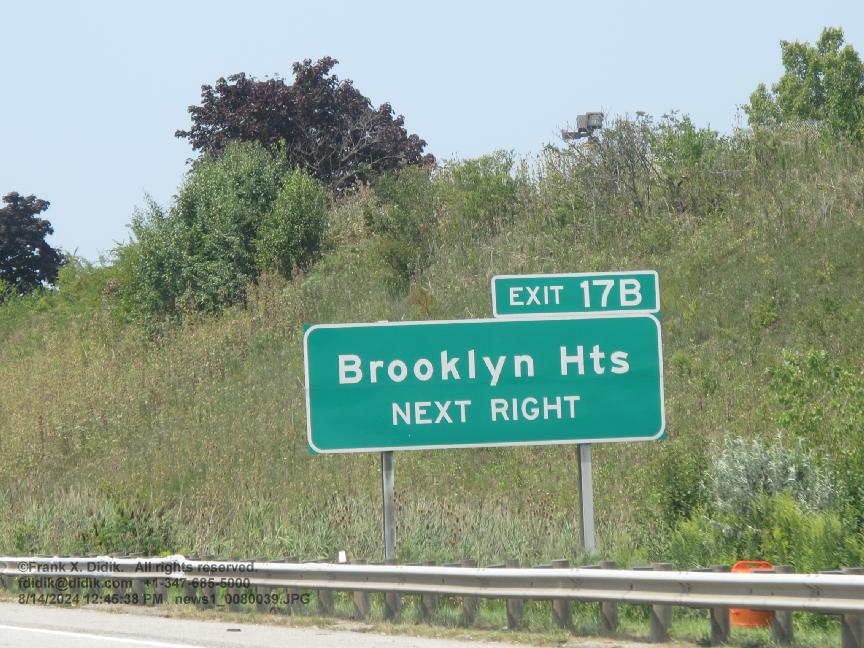 EXIT 17B
Brooklyn Hts
NEXT RIGHT
©Frank X. Didik. All rights reserved.
fdidik@didik.com +1-347-685-5000
8/14/2024 12:45:38 PM news1_0080039.JPG